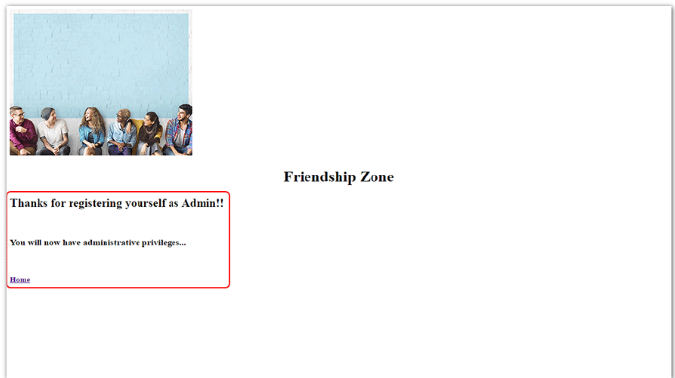 Friendship Zone
Thanks for registering yourself as Admin!!
You will now have administrative privileges...
Home